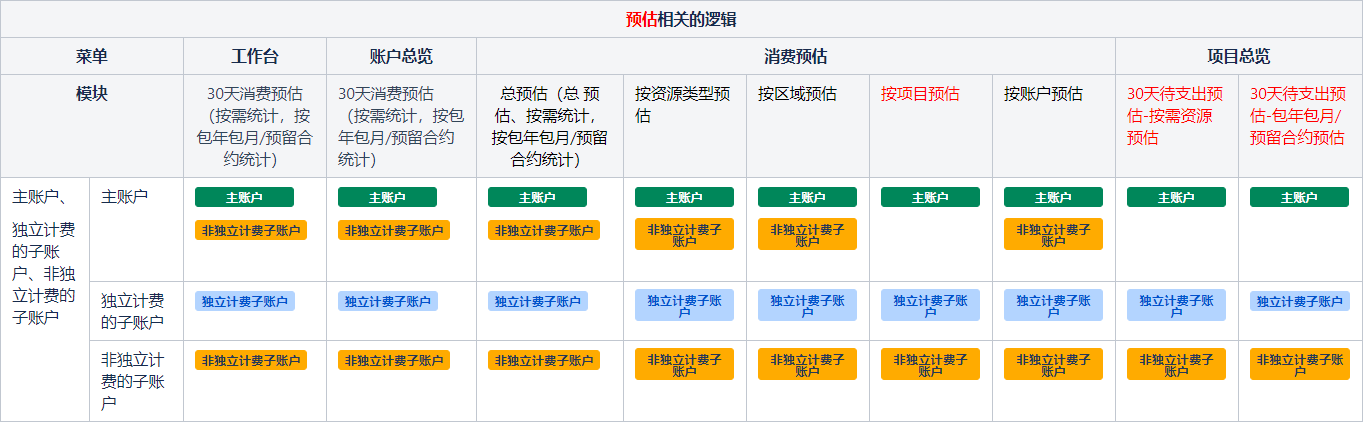 预估相关的逻辑
菜单
工作台
账户总览
消费预估
项目总览
模块
30天消费预估
（按需统计，按
包年包月/预留合
约统计）
30天消费预估
（按需统计，按包
年包月/预留合约
统计）
总预估（总 预
估、按需统计，
按包年包月/预留
合约统计）
按资源类型预
估
按区域预估
按项目预估
按账户预估
30天待支出预
估-按需资源
预估
30天待支出预
估-包年包月/
预留合约预估
主账户、
独立计费
的子账
户、非独
立计费的
子账户
主账户
主账户
非独立计费子账户
主账户
非独立计费子账户
主账户
非独立计费子账户
主账户
非独立计费子
账户
主账户
非独立计费子
账户
主账户
主账户
非独立计费子
账户
主账户
主账户
独立计费
的子账户
独立计费子账户
独立计费子账户
独立计费子账户
独立计费子账
户
独立计费子账
户
独立计费子账
户
独立计费子账
户
独立计费子账
户
独立计费子账户
非独立计
费的子账
户
非独立计费子账户
非独立计费子账户
非独立计费子账户
非独立计费子
账户
非独立计费子
账户
非独立计费子
账户
非独立计费子
账户
非独立计费子
账户
非独立计费子账
户